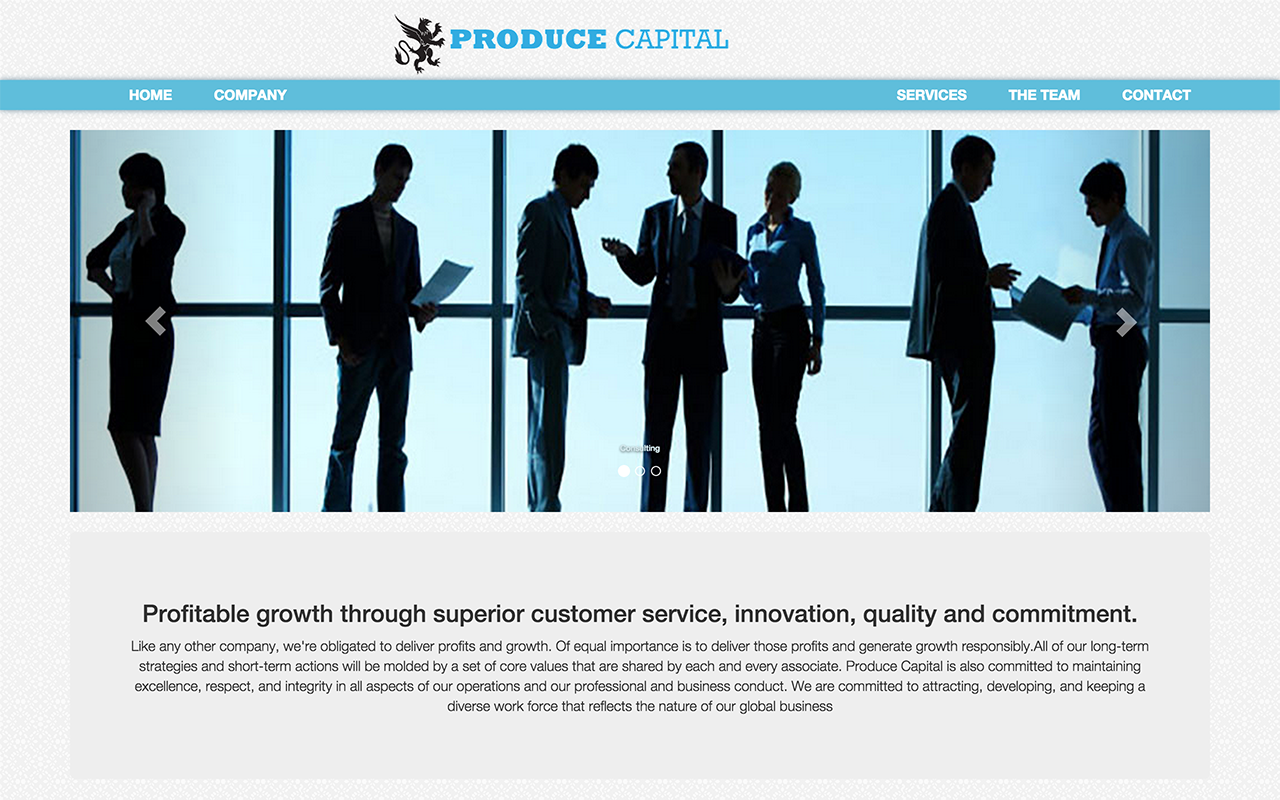 PRODUCE CAPITAL
HOME COMPANY SERVICES THE TEAM CONTACT
Consulting
Profitable growth through superior customer service, innovation, quality and commitment.
Like any other company, we're obligated to deliver profits and growth. Of equal importance is to deliver those profits and generate growth responsibly.All of our long-term
strategies and short-term actions will be molded by a set of core values that are shared by each and every associate. Produce Capital is also committed to maintaining
excellence, respect, and integrity in all aspects of our operations and our professional and business conduct. We are committed to attracting, developing, and keeping a
diverse work force that reflects the nature of our global business